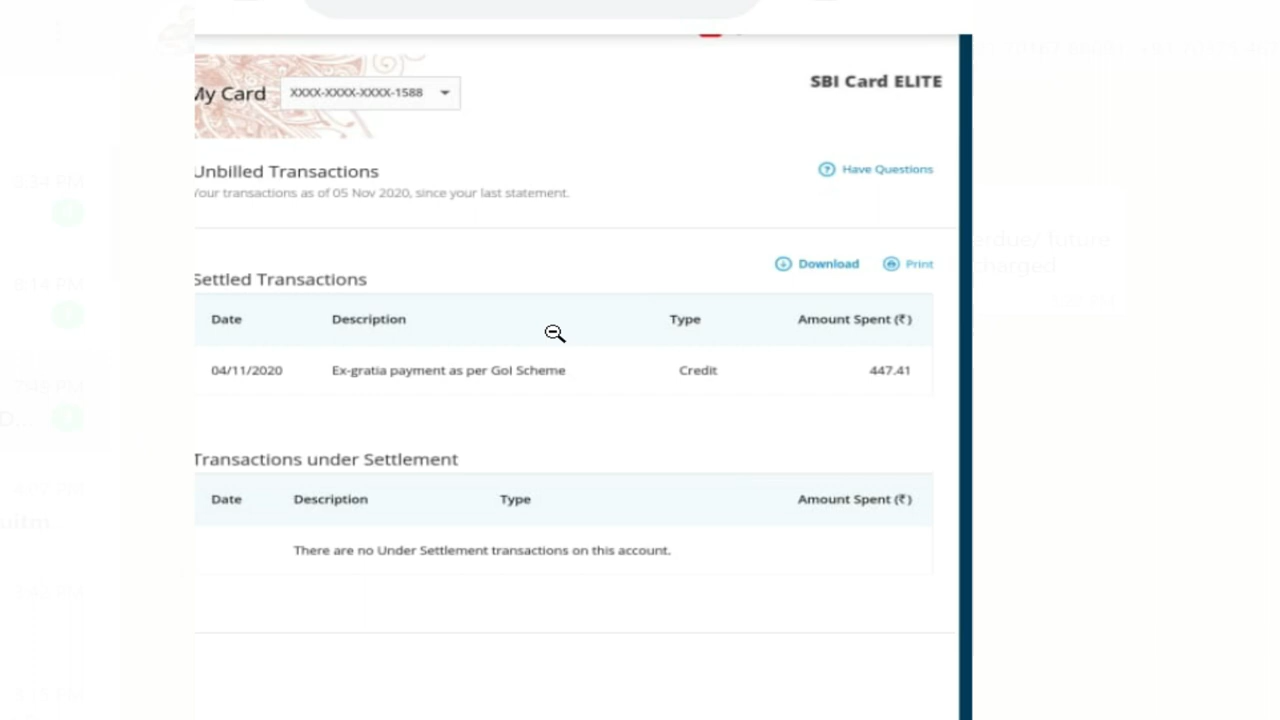 SBI Card ELITE
My Card XXXX-XXXX-XXXX-1588
Unbilled Transactions
Have Questions
Your transactions as of 05 Nov 2020, since your last statement.
Download Print
Settled Transactions
Date Description Type Amount Spent (₹)
04/11/2020 Ex-gratia payment as per GoI Scheme Credit 447.41
Transactions under Settlement
Date Description Type Amount Spent (₹)
There are no Under Settlement transactions on this account.